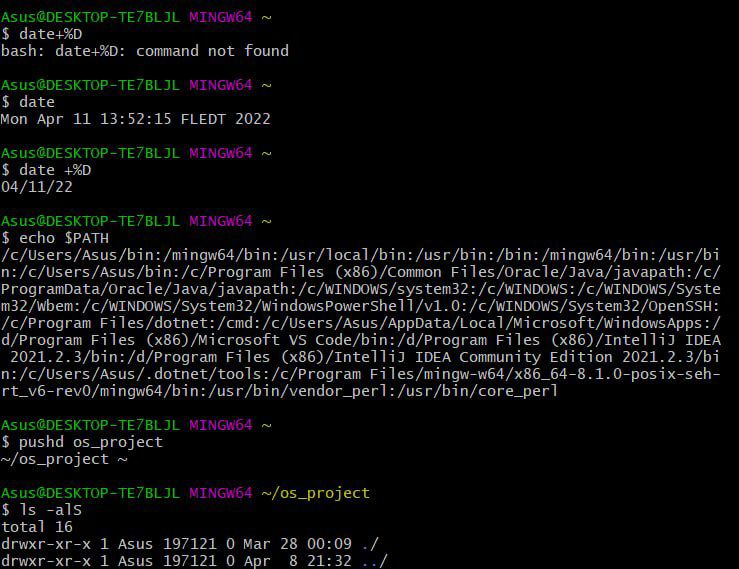 Asus@DESKTOP-TE7BLJL MINGW64 ~
$ date+%D
bash: date+%D: command not found
Asus@DESKTOP-TE7BLJL MINGW64 ~
$ date
Mon Apr 11 13:52:15 FLEDT 2022
Asus@DESKTOP-TE7BLJL MINGW64 ~
$ date +%D
04/11/22
Asus@DESKTOP-TE7BLJL MINGW64 ~
$ echo $PATH
/c/Users/Asus/bin:/mingw64/bin:/usr/local/bin:/usr/bin:/bin:/mingw64/bin:/usr/bi
n:/c/Users/Asus/bin:/c/Program Files (x86)/Common Files/Oracle/Java/javapath:/c/
ProgramData/Oracle/Java/javapath:/c/WINDOWS/system32:/c/WINDOWS:/c/WINDOWS/Syste
m32/Wbem:/c/WINDOWS/System32/WindowsPowerShell/v1.0:/c/WINDOWS/System32/OpenSSH:
/c/Program Files/dotnet:/cmd:/c/Users/Asus/AppData/Local/Microsoft/WindowsApps:/
d/Program Files (x86)/Microsoft VS Code/bin:/d/Program Files (x86)/IntelliJ IDEA
 2021.2.3/bin:/d/Program Files (x86)/IntelliJ IDEA Community Edition 2021.2.3/bi
n:/c/Users/Asus/.dotnet/tools:/c/Program Files/mingw-w64/x86_64-8.1.0-posix-seh-
rt_v6-rev0/mingw64/bin:/usr/bin/vendor_perl:/usr/bin/core_perl
Asus@DESKTOP-TE7BLJL MINGW64 ~
$ pushd os_project
~/os_project ~
Asus@DESKTOP-TE7BLJL MINGW64 ~/os_project
$ ls -alS
total 16
drwxr-xr-x 1 Asus 197121 0 Mar 28 00:09 ./
drwxr-xr-x 1 Asus 197121 0 Apr  8 21:32 ../